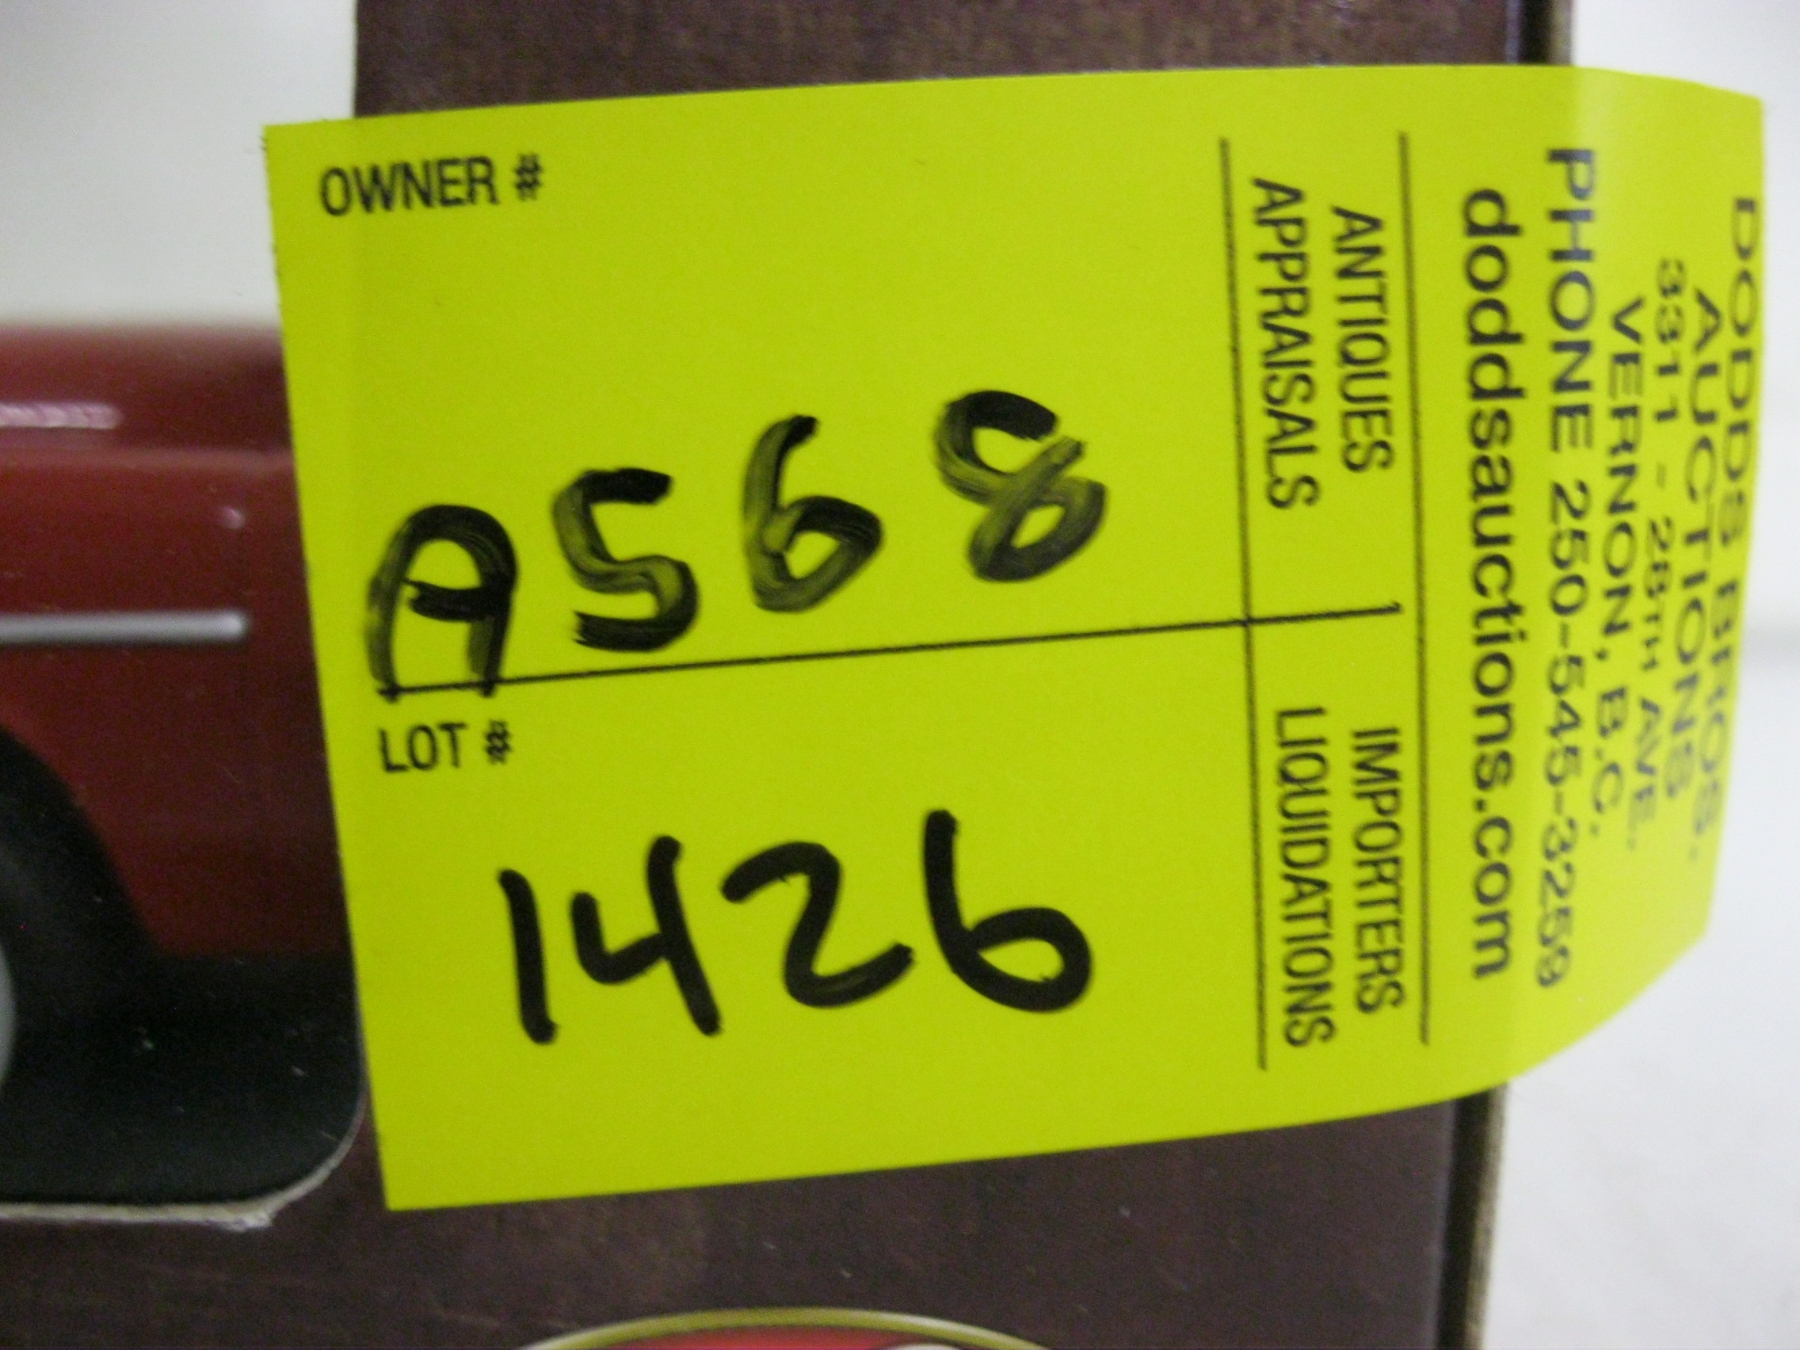 OWNER #
A568
LOT #
1426
DODDS BROS.
AUCTIONS
3311 - 28TH AVE.
VERNON, B.C.
PHONE 250-545-3259
doddsauctions.com
ANTIQUES
APPRAISALS
IMPORTERS
LIQUIDATIONS